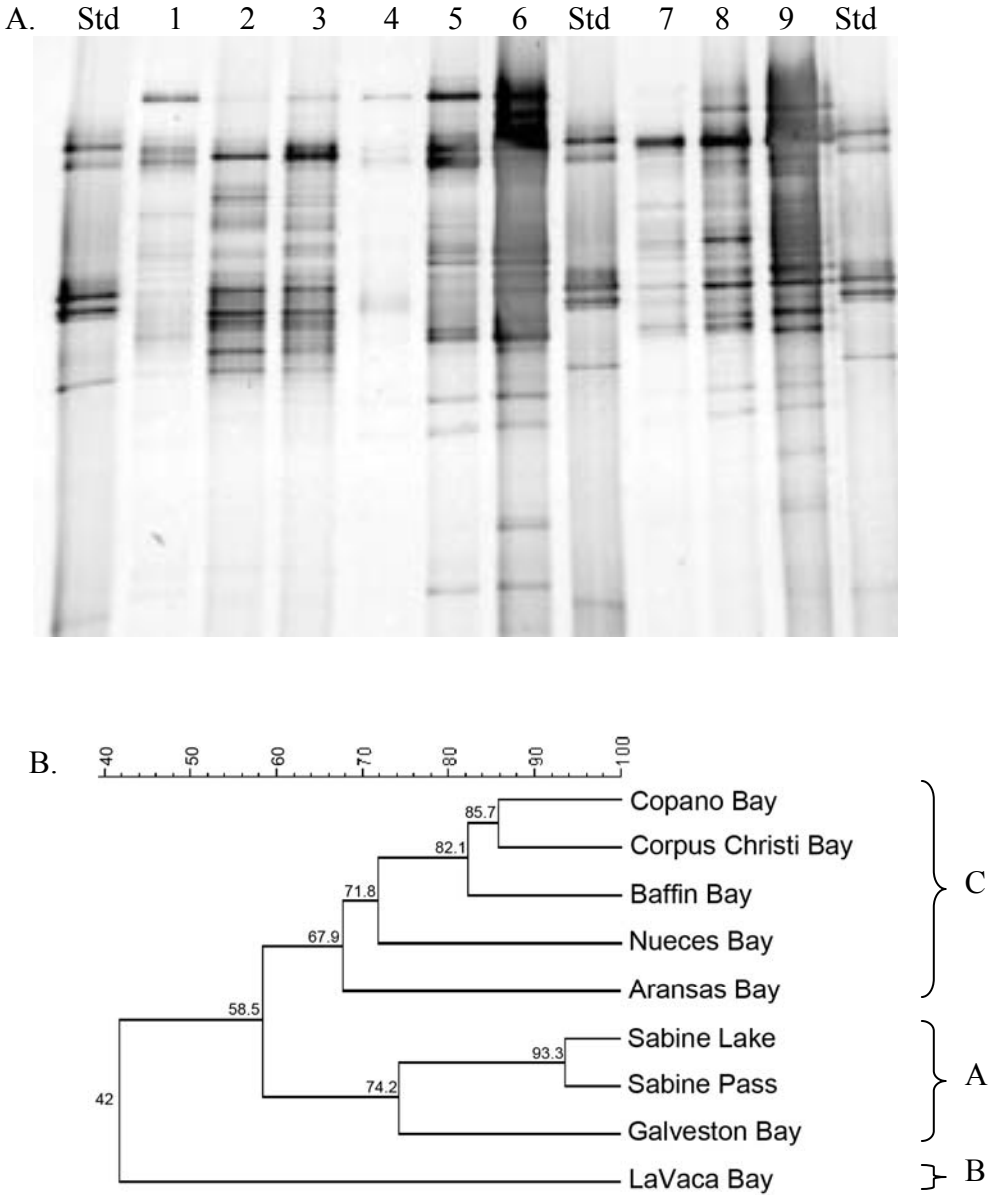 A. Std 1 2 3 4 5 6 Std 7 8 9 Std
B.
40 50 60 70 80 90 100
Copano Bay
85.7
Corpus Christi Bay
82.1
Baffin Bay
C
71.8
Nueces Bay
67.9
Aransas Bay
58.5
Sabine Lake
93.3
Sabine Pass
A
74.2
42
Galveston Bay
LaVaca Bay
B